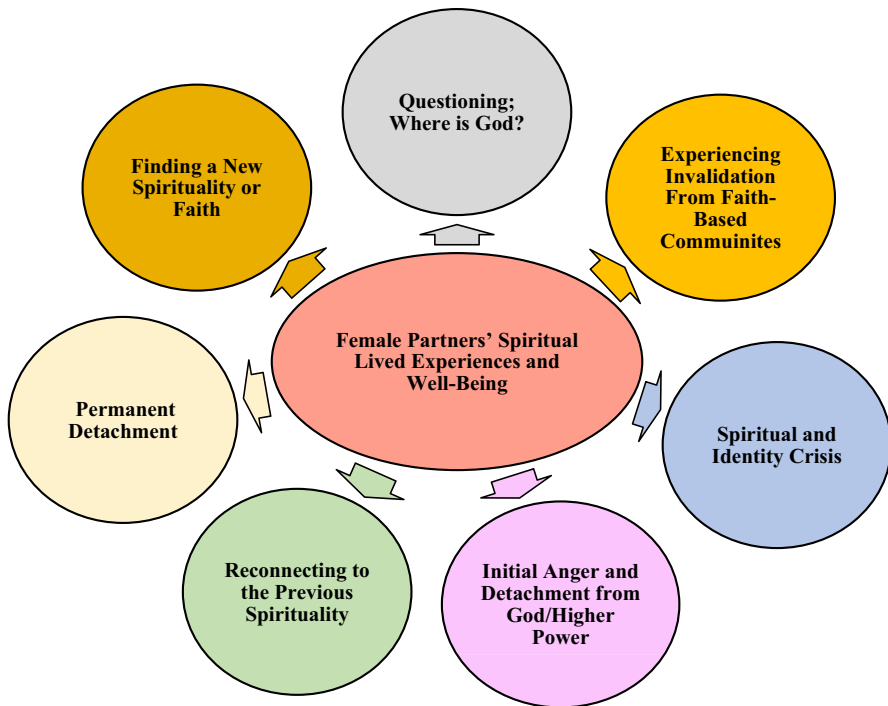 Questioning;
Where is God?
Experiencing
Invalidation
From Faith-
Based
Commuinites
Spiritual and
Identity Crisis
Initial Anger and
Detachment from
God/Higher
Power
Reconnecting to
the Previous
Spirituality
Permanent
Detachment
Finding a New
Spirituality or
Faith
Female Partners’ Spiritual
Lived Experiences and
Well-Being